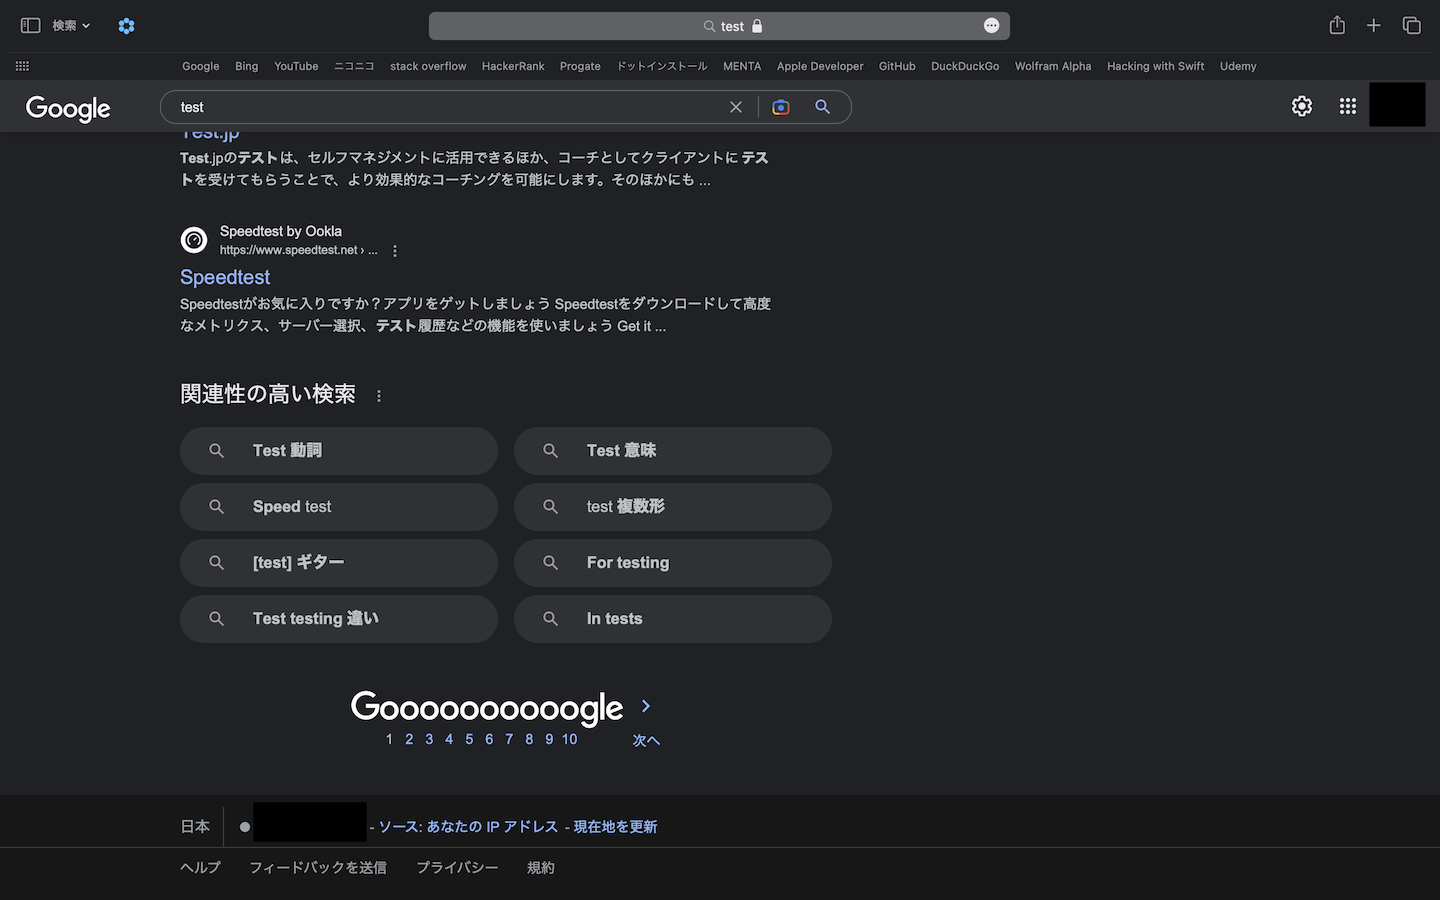 検索
test
Google Bing YouTube ニコニコ stack overflow HackerRank Progate ドットインストール MENTA Apple Developer GitHub DuckDuckGo Wolfram Alpha Hacking with Swift Udemy
Google
test
Test.jp
Test.jpのテストは、セルフマネジメントに活用できるほか、コーチとしてクライアントに テス
トを受けてもらうことで、より効果的なコーチングを可能にします。そのほかにも ...
Speedtest by Ookla
https://www.speedtest.net › ...
Speedtest
Speedtestがお気に入りですか？アプリをゲットしましょう Speedtestをダウンロードして高度
なメトリクス、サーバー選択、テスト履歴などの機能を使いましょう Get it ...
関連性の高い検索
Test 動詞
Test 意味
Speed test
test 複数形
[test] ギター
For testing
Test testing 違い
In tests
Goooooooooogle
1 2 3 4 5 6 7 8 9 10 次へ
日本
- ソース: あなたの IP アドレス - 現在地を更新
ヘルプ フィードバックを送信 プライバシー 規約